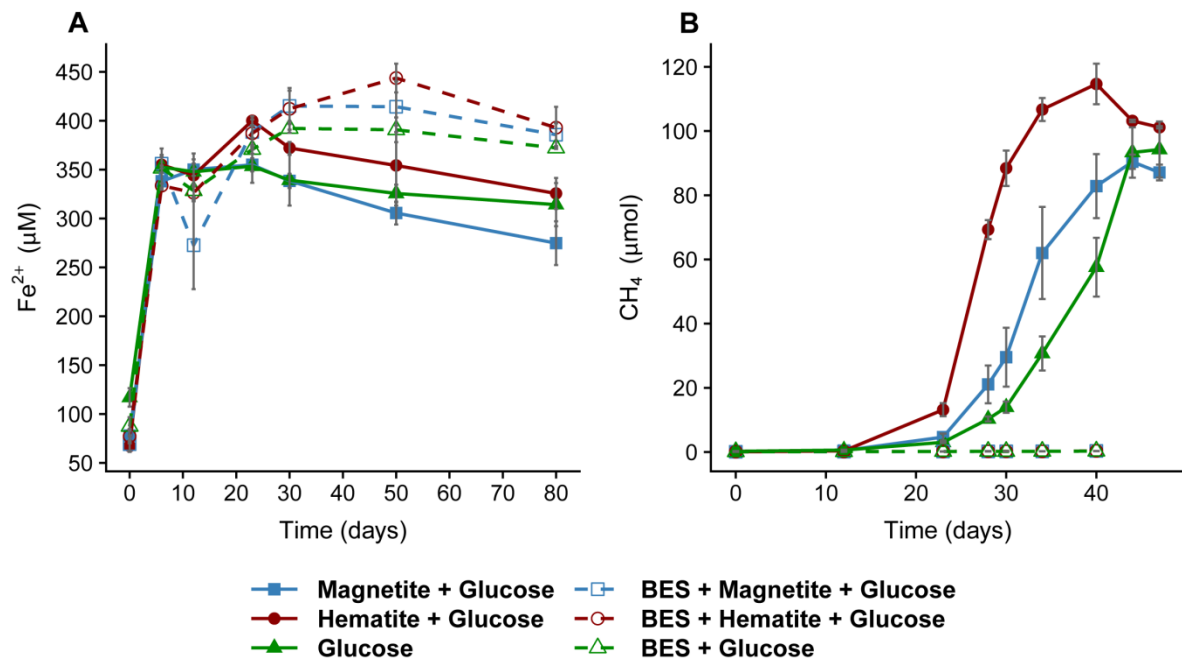 A
B
Fe2+ (µM)
450
400
350
300
250
200
150
100
50
0 10 20 30 40 50 60 70 80
Time (days)
CH4 (µmol)
120
100
80
60
40
20
0
0 10 20 30 40
Time (days)
Magnetite + Glucose
BES + Magnetite + Glucose
Hematite + Glucose
BES + Hematite + Glucose
Glucose
BES + Glucose